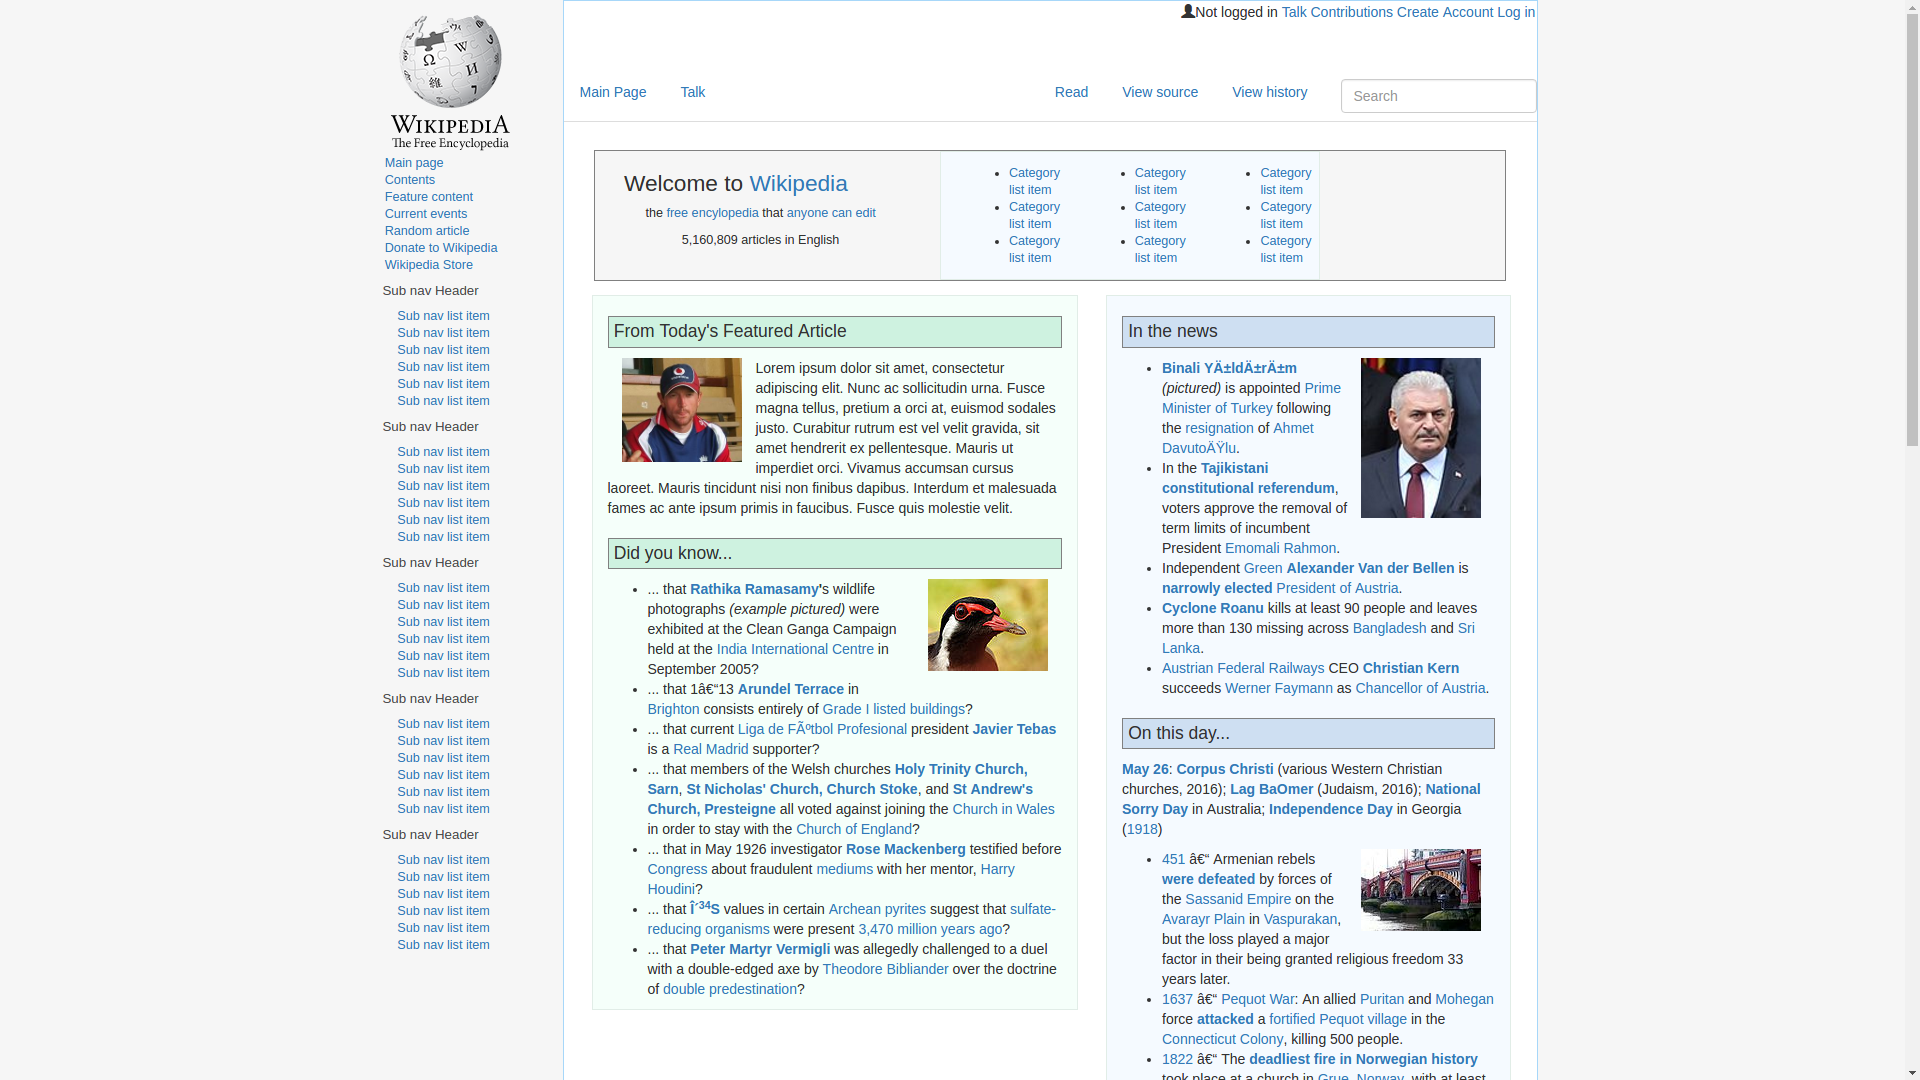 WIKIPEDIA
The Free Encyclopedia
Main page
Contents
Feature content
Current events
Random article
Donate to Wikipedia
Wikipedia Store
Sub nav Header
Sub nav list item
Sub nav list item
Sub nav list item
Sub nav list item
Sub nav list item
Sub nav list item
Sub nav Header
Sub nav list item
Sub nav list item
Sub nav list item
Sub nav list item
Sub nav list item
Sub nav list item
Sub nav Header
Sub nav list item
Sub nav list item
Sub nav list item
Sub nav list item
Sub nav list item
Sub nav list item
Sub nav Header
Sub nav list item
Sub nav list item
Sub nav list item
Sub nav list item
Sub nav list item
Sub nav list item
Sub nav Header
Sub nav list item
Sub nav list item
Sub nav list item
Sub nav list item
Sub nav list item
Sub nav list item
Not logged in Talk Contributions Create Account Log in
Main Page Talk Read View source View history Search
Welcome to Wikipedia
the free encylopedia that anyone can edit
5,160,809 articles in English
Category
list item
Category
list item
Category
list item
Category
list item
Category
list item
Category
list item
Category
list item
Category
list item
Category
list item
From Today's Featured Article
Lorem ipsum dolor sit amet, consectetur
adipiscing elit. Nunc ac sollicitudin urna. Fusce
magna tellus, pretium a orci at, euismod sodales
justo. Curabitur rutrum est vel velit gravida, sit
amet hendrerit ex pellentesque. Mauris ut
imperdiet orci. Vivamus accumsan cursus
laoreet. Mauris tincidunt nisi non finibus dapibus. Interdum et malesuada
fames ac ante ipsum primis in faucibus. Fusce quis molestie velit.
Did you know...
... that Rathika Ramasamy's wildlife
photographs (example pictured) were
exhibited at the Clean Ganga Campaign
held at the India International Centre in
September 2005?
... that 1â€“13 Arundel Terrace in
Brighton consists entirely of Grade I listed buildings?
... that current Liga de FÃºtbol Profesional president Javier Tebas
is a Real Madrid supporter?
... that members of the Welsh churches Holy Trinity Church,
Sarn, St Nicholas' Church, Church Stoke, and St Andrew's
Church, Presteigne all voted against joining the Church in Wales
in order to stay with the Church of England?
... that in May 1926 investigator Rose Mackenberg testified before
Congress about fraudulent mediums with her mentor, Harry
Houdini?
... that Î´34S values in certain Archean pyrites suggest that sulfate-
reducing organisms were present 3,470 million years ago?
... that Peter Martyr Vermigli was allegedly challenged to a duel
with a double-edged axe by Theodore Bibliander over the doctrine
of double predestination?
In the news
Binali YÄ±ldÄ±rÄ±m
(pictured) is appointed Prime
Minister of Turkey following
the resignation of Ahmet
DavutoÄŸlu.
In the Tajikistani
constitutional referendum,
voters approve the removal of
term limits of incumbent
President Emomali Rahmon.
Independent Green Alexander Van der Bellen is
narrowly elected President of Austria.
Cyclone Roanu kills at least 90 people and leaves
more than 130 missing across Bangladesh and Sri
Lanka.
Austrian Federal Railways CEO Christian Kern
succeeds Werner Faymann as Chancellor of Austria.
On this day...
May 26: Corpus Christi (various Western Christian
churches, 2016); Lag BaOmer (Judaism, 2016); National
Sorry Day in Australia; Independence Day in Georgia
(1918)
451 â€“ Armenian rebels
were defeated by forces of
the Sassanid Empire on the
Avarayr Plain in Vaspurakan,
but the loss played a major
factor in their being granted religious freedom 33
years later.
1637 â€“ Pequot War: An allied Puritan and Mohegan
force attacked a fortified Pequot village in the
Connecticut Colony, killing 500 people.
1822 â€“ The deadliest fire in Norwegian history
took place at a church in Grue, Norway, with at least